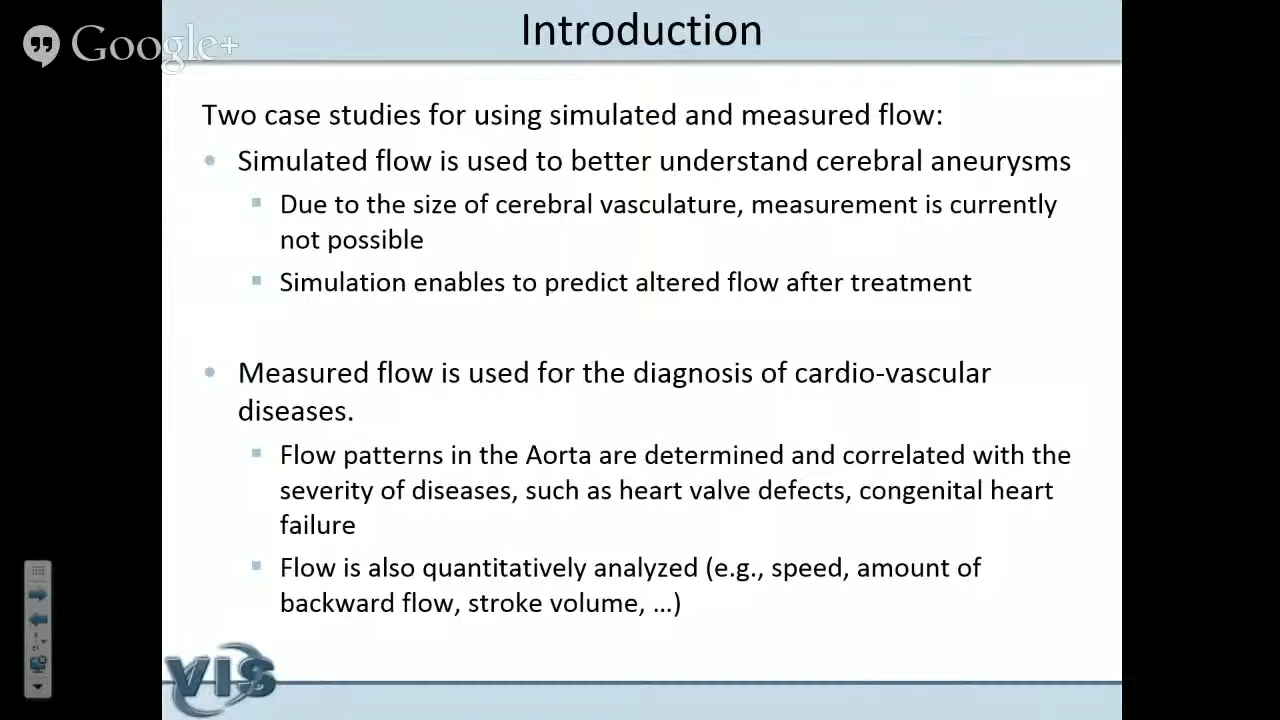 Introduction
Google+
Two case studies for using simulated and measured flow:
Simulated flow is used to better understand cerebral aneurysms
Due to the size of cerebral vasculature, measurement is currently
not possible
Simulation enables to predict altered flow after treatment
Measured flow is used for the diagnosis of cardio-vascular
diseases.
Flow patterns in the Aorta are determined and correlated with the
severity of diseases, such as heart valve defects, congenital heart
failure
Flow is also quantitatively analyzed (e.g., speed, amount of
backward flow, stroke volume, ...)
VIS